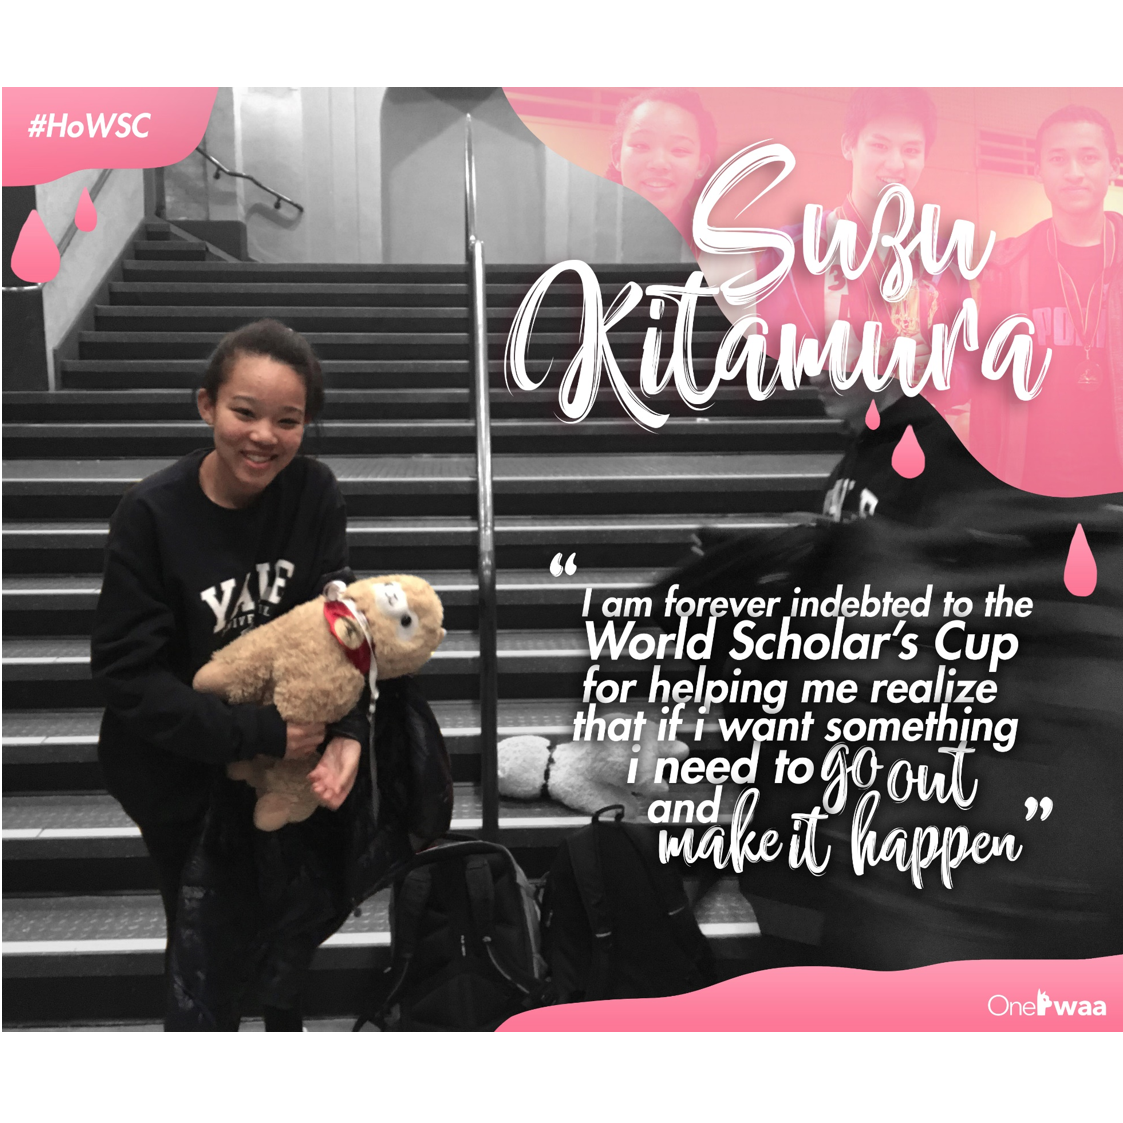 #HoWSC
Suzu
Kitamura
YALE
“
I am forever indebted to the
World Scholar’s Cup
for helping me realize
that if i want something
i need to go out
and
make it happen”
OnePwaa